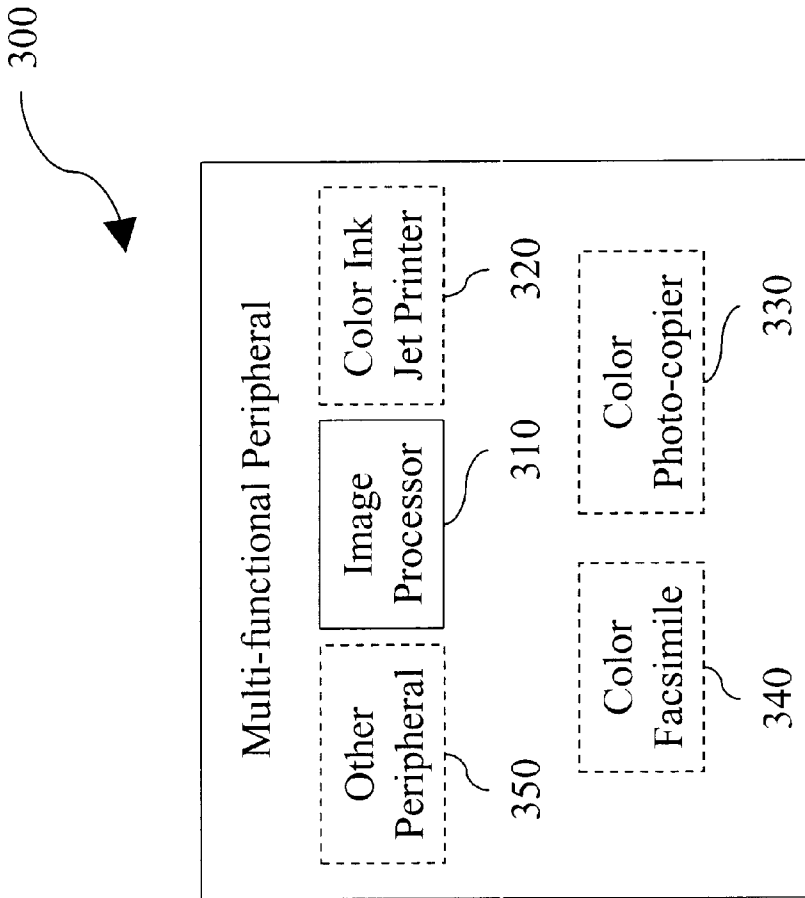 300
Multi-functional Peripheral
Other
Peripheral
350
Image
Processor
310
Color Ink
Jet Printer
320
Color
Facsimile
340
Color
Photo-copier
330